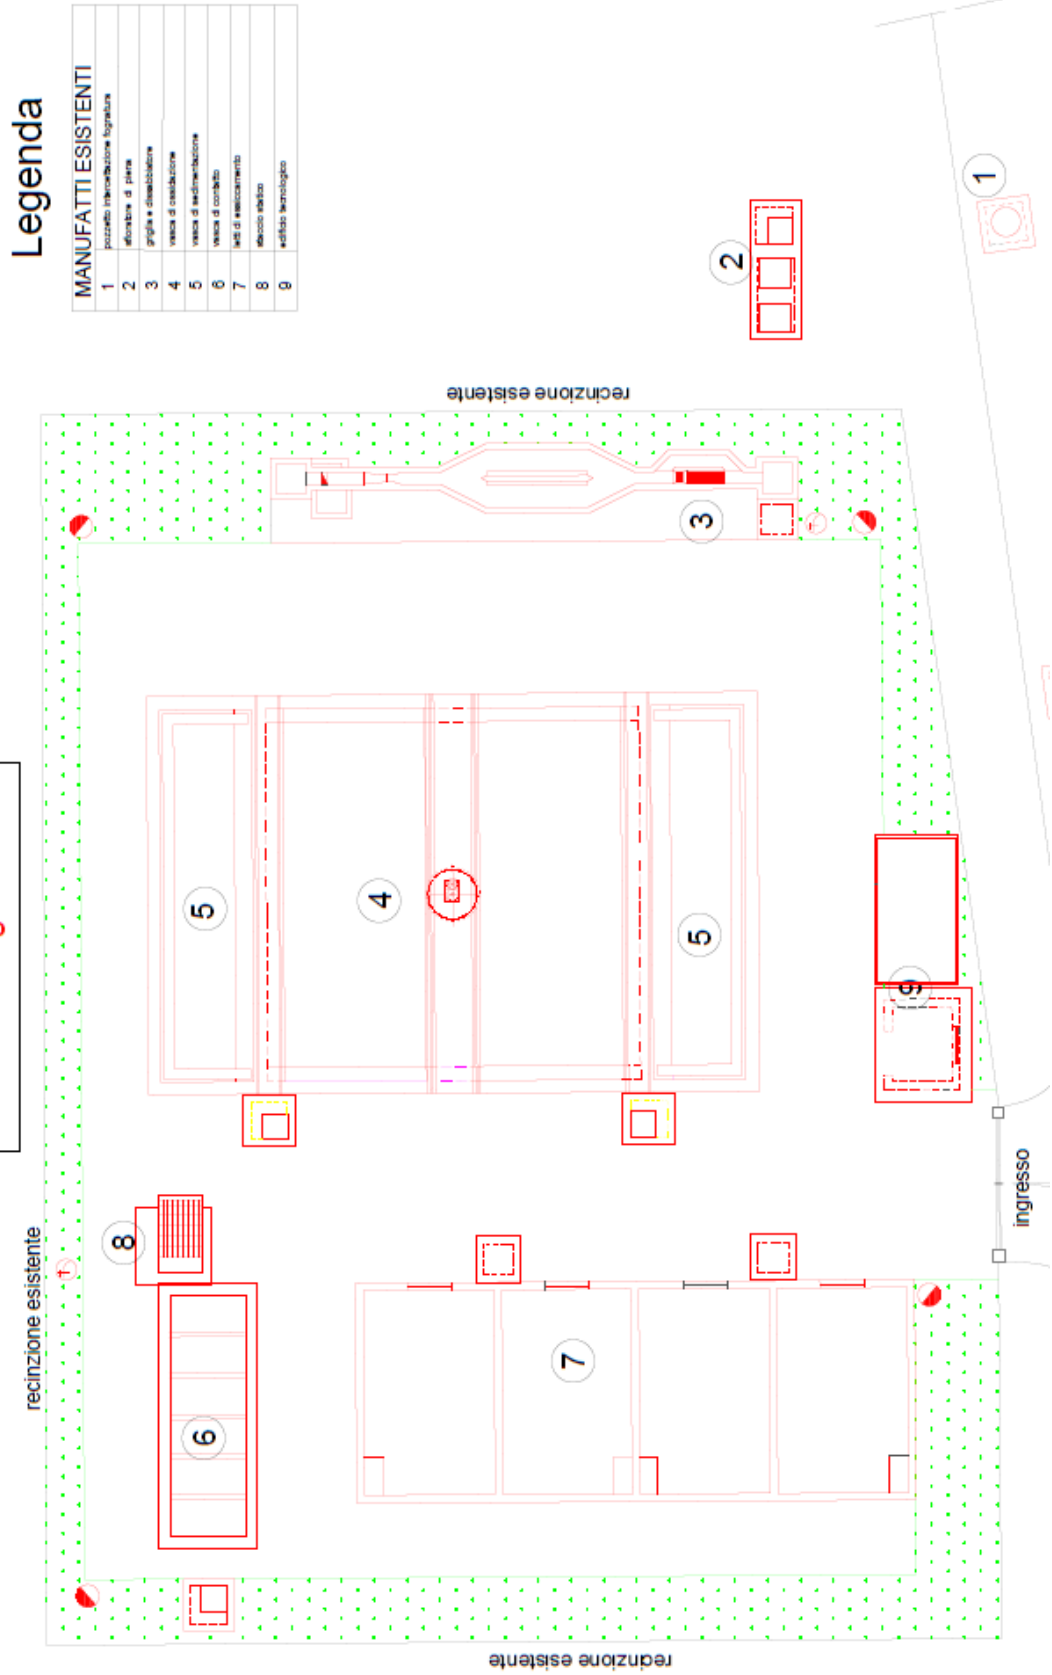 Legenda
MANUFATTI ESISTENTI
1 pozzetto intercettazione fognatura
2 sfioratore di piena
3 griglia e dissabbiatore
4 vasca di ossidazione
5 vasca di sedimentazione
6 vasca di contatto
7 letti di essiccamento
8 staccio statico
9 edificio tecnologico
recinzione esistente
recinzione esistente
recinzione esistente
ingresso
1
2
3
4
5
5
6
7
8
9